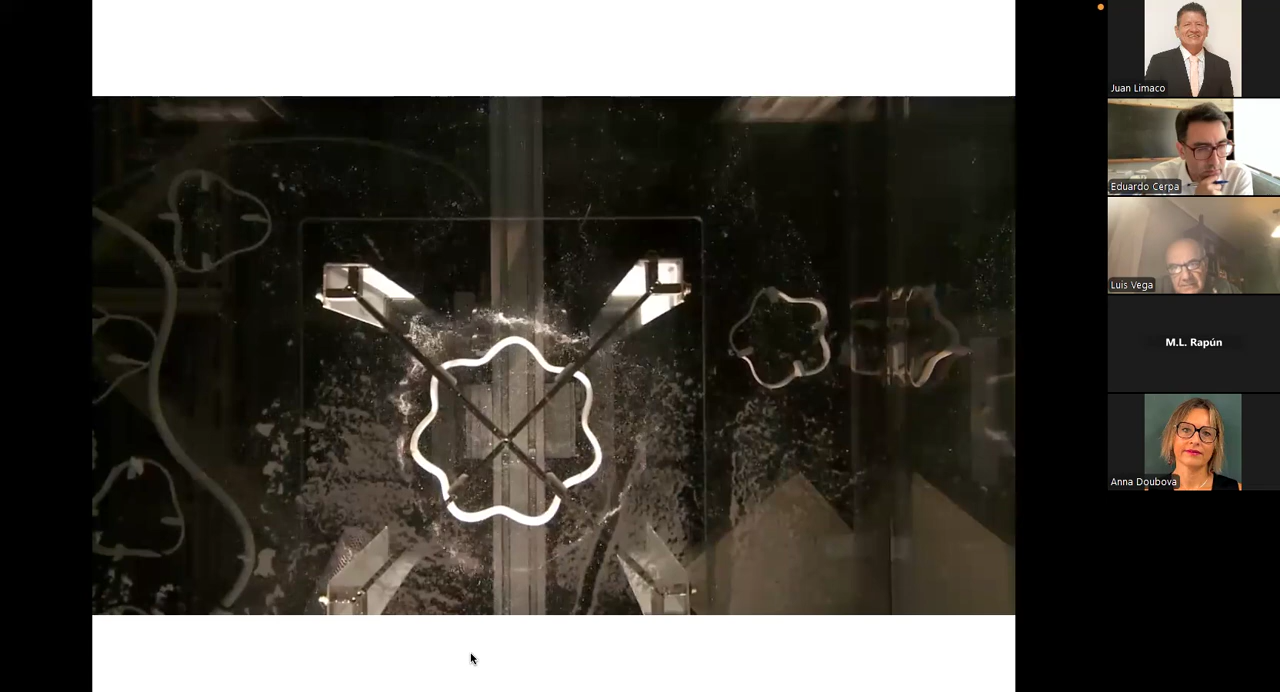 Juan Limaco
Eduardo Cerpa
Luis Vega
M.L. Rapún
Anna Doubova